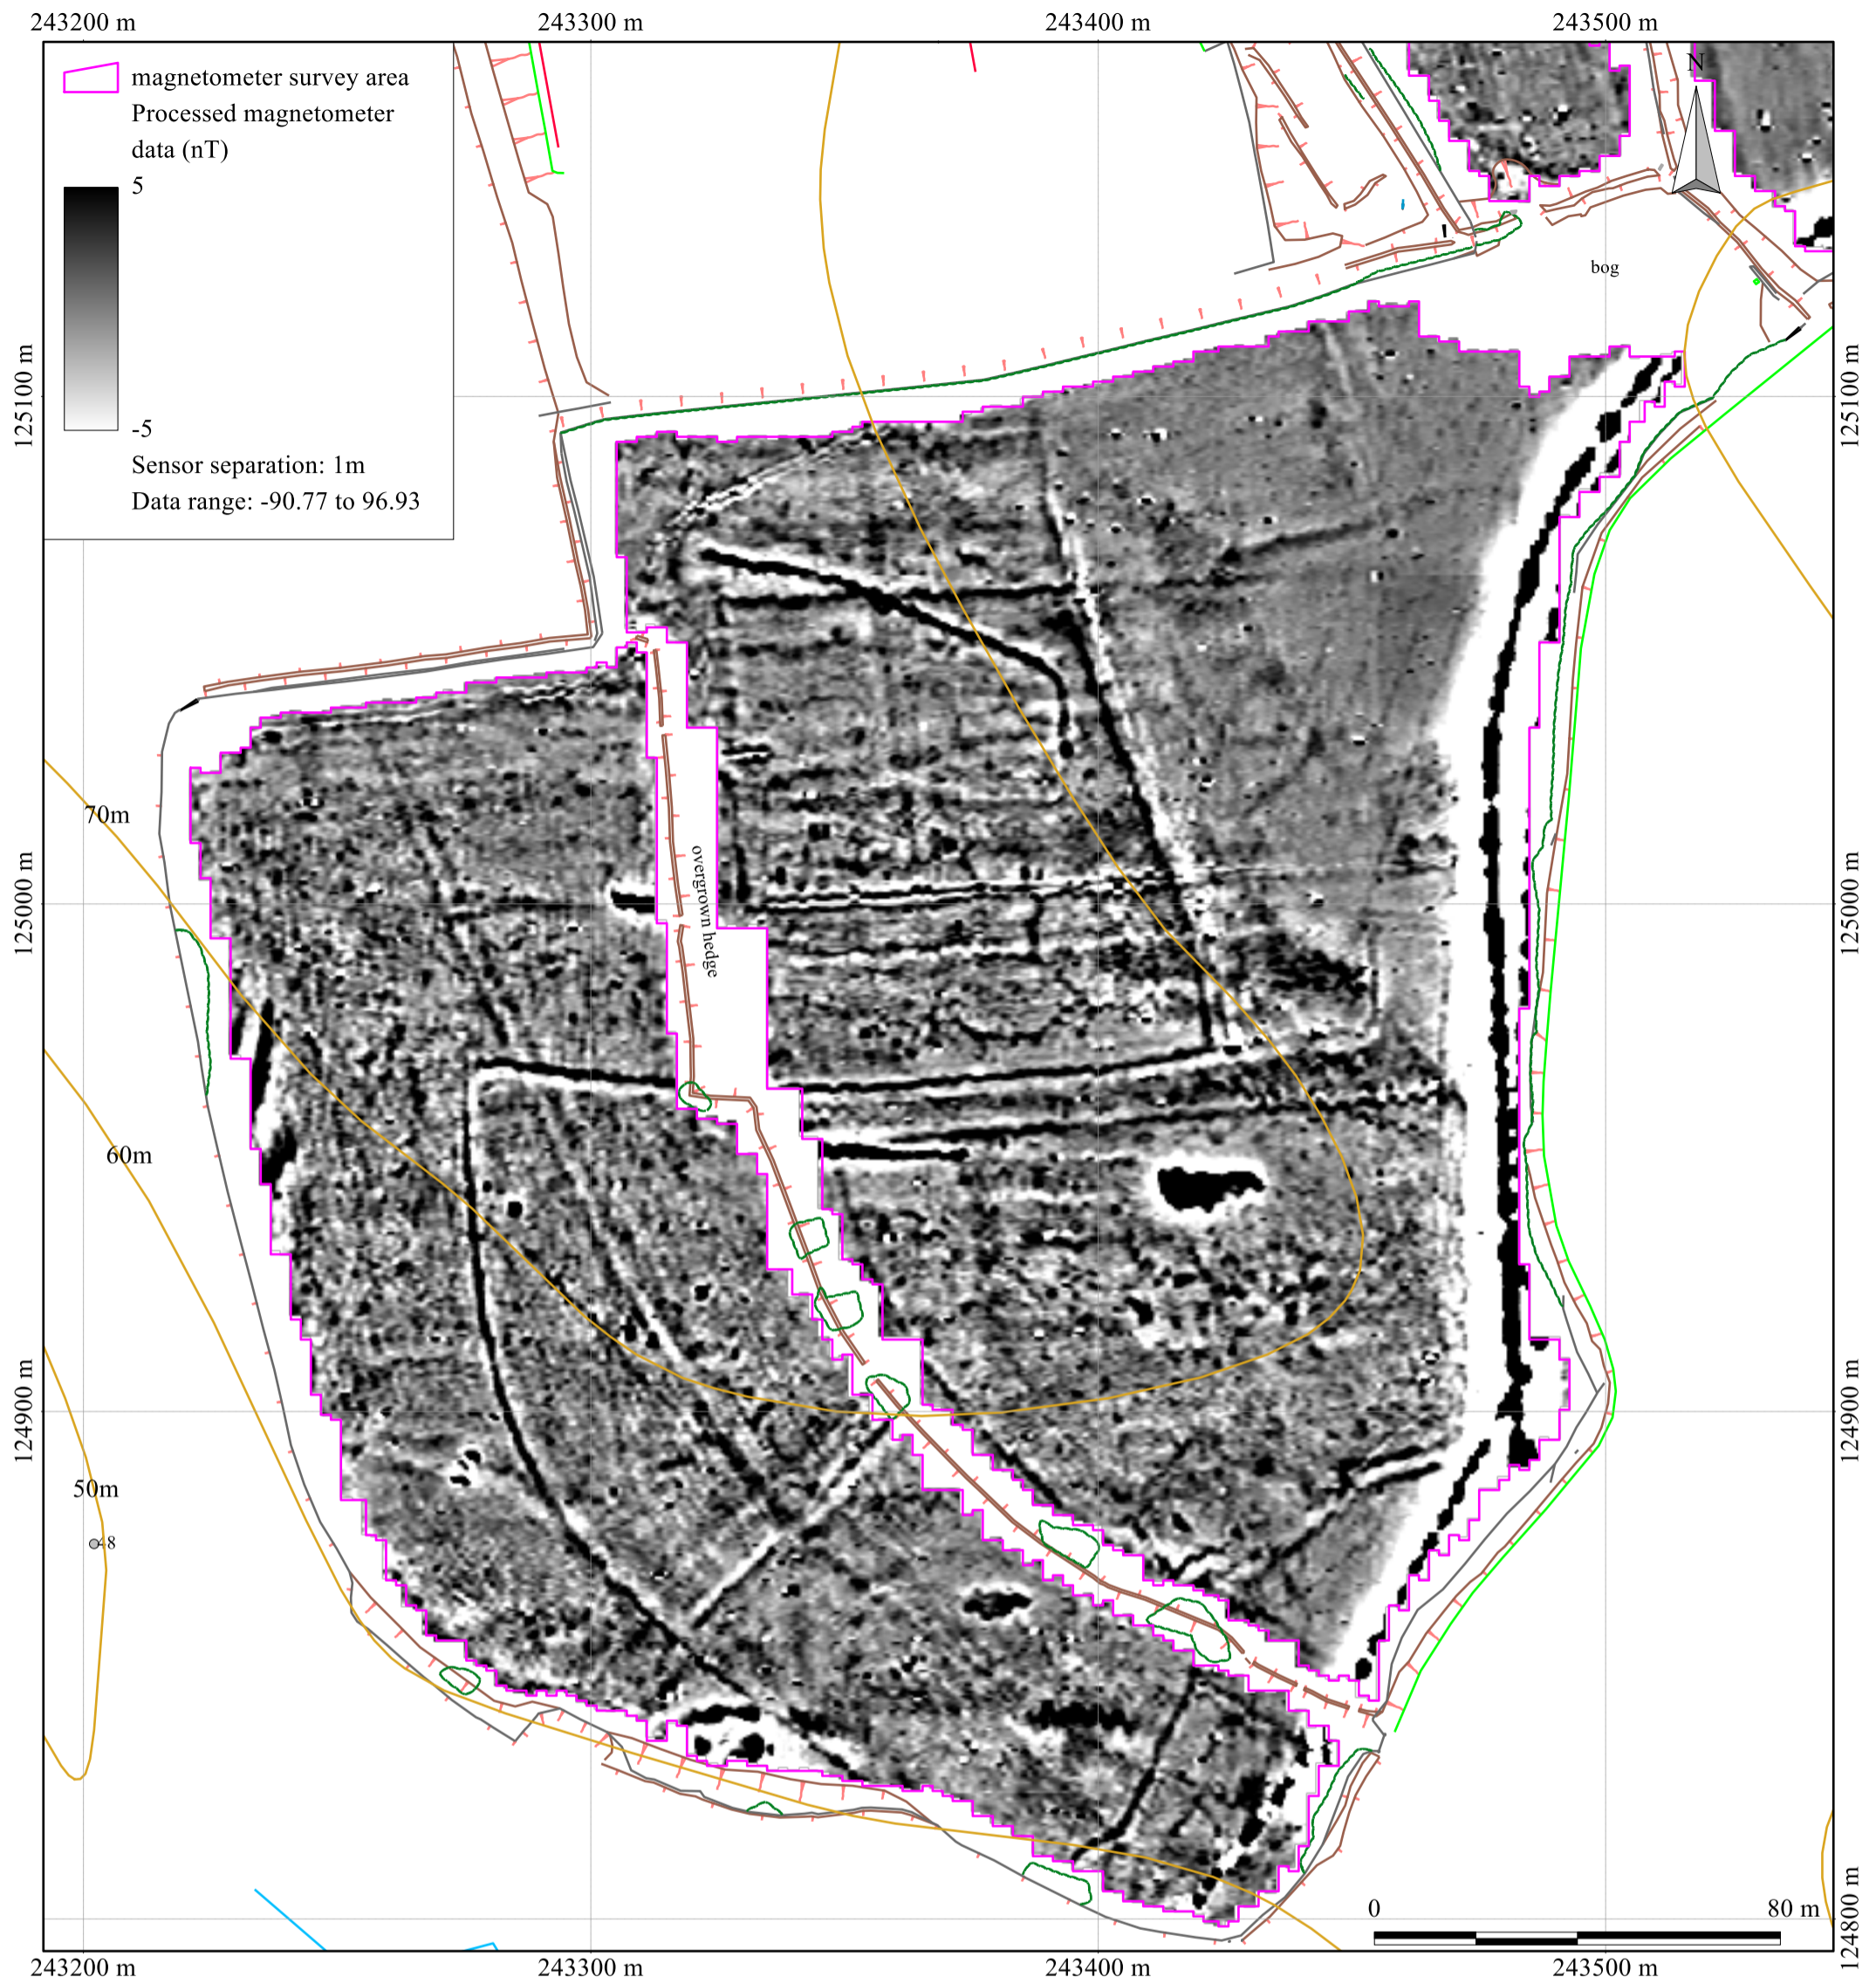 243200 m 243300 m 243400 m 243500 m
magnetometer survey area
Processed magnetometer
data (nT)
5
-5
Sensor separation: 1m
Data range: -90.77 to 96.93
N
bog
125100 m 125100 m
70m
overgrown hedge
125000 m 125000 m
60m
124900 m 124900 m
50m
48
0 80 m
124800 m
243200 m 243300 m 243400 m 243500 m